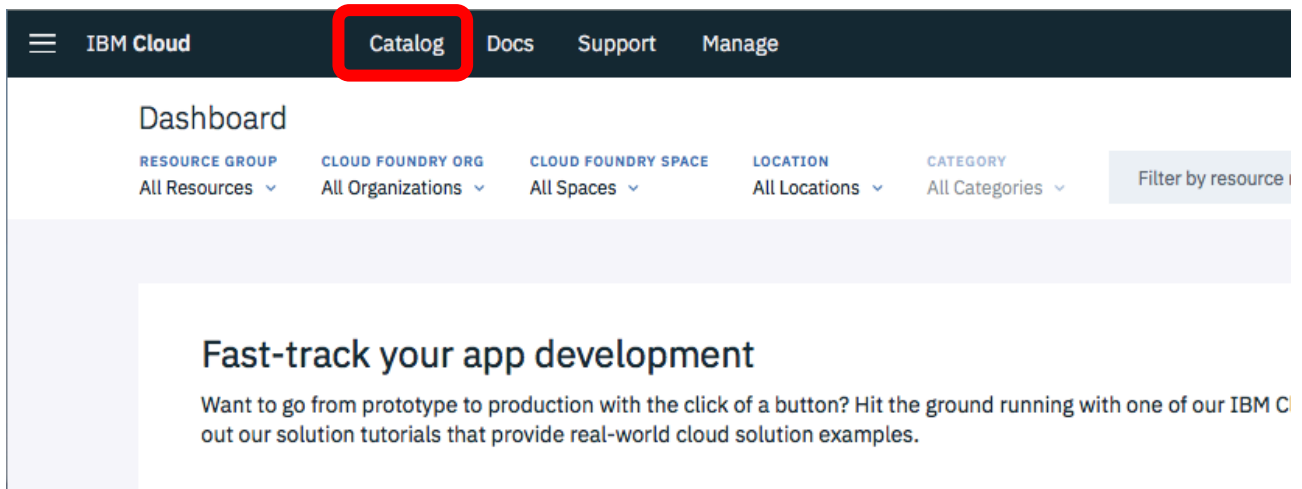 IBM Cloud Catalog Docs Support Manage
Dashboard
RESOURCE GROUP CLOUD FOUNDRY ORG CLOUD FOUNDRY SPACE LOCATION CATEGORY
All Resources All Organizations All Spaces All Locations All Categories Filter by resource
Fast-track your app development
Want to go from prototype to production with the click of a button? Hit the ground running with one of our IBM
out our solution tutorials that provide real-world cloud solution examples.